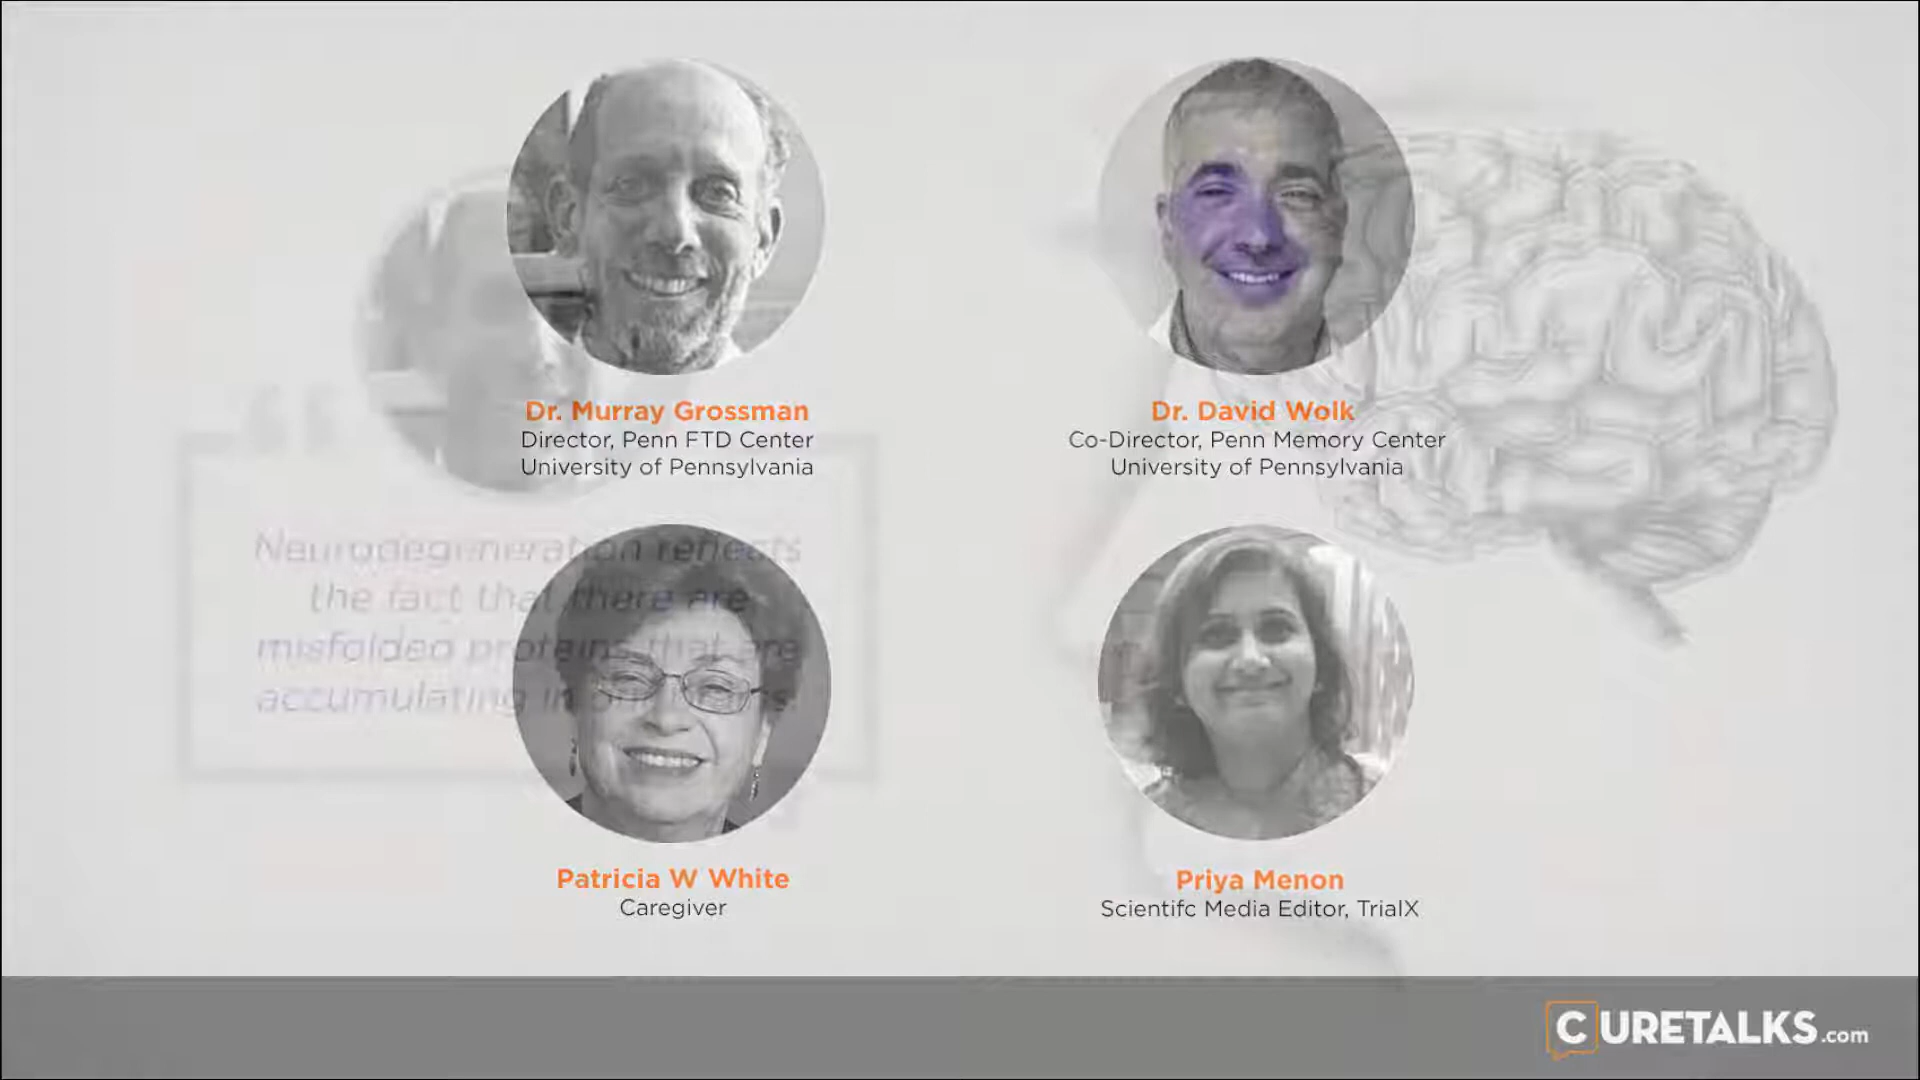 Dr. Murray Grossman
Director, Penn FTD Center
University of Pennsylvania
Dr. David Wolk
Co-Director, Penn Memory Center
University of Pennsylvania
Neurodegeneration reflects
the fact that there are
misfolded proteins that are
accumulating in
Patricia W White
Caregiver
Priya Menon
Scientifc Media Editor, TrialX
CURETALKS.com